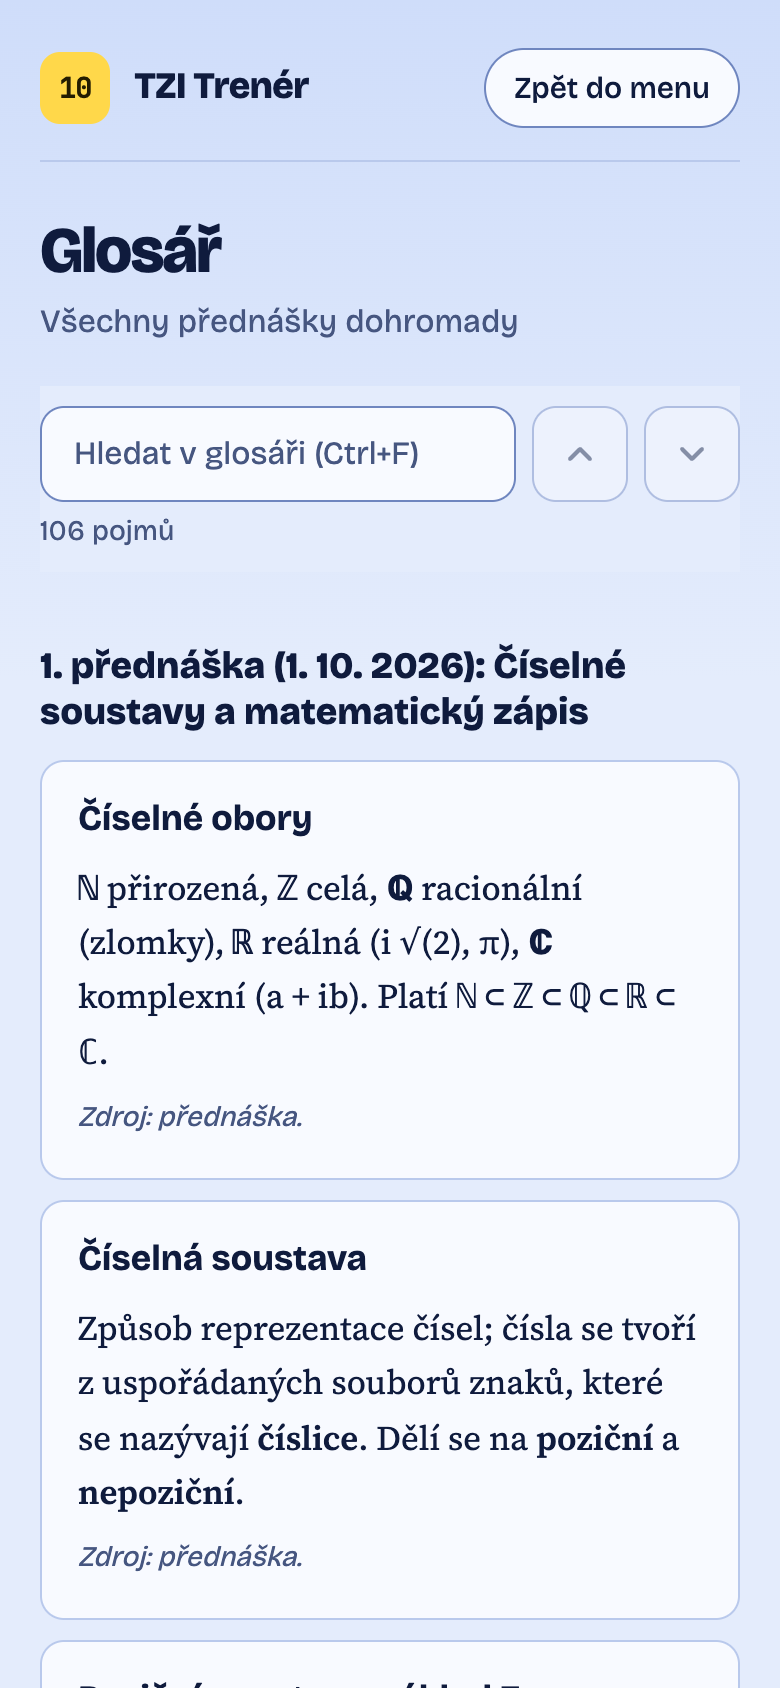 10 TZI Trenér Zpět do menu
Glosář
Všechny přednášky dohromady
Hledat v glosáři (Ctrl+F)
106 pojmů
1. přednáška (1. 10. 2026): Číselné
soustavy a matematický zápis
Číselné obory
ℕ přirozená, ℤ celá, ℚ racionální
(zlomky), ℝ reálná (i √(2), π), ℂ
komplexní (a + ib). Platí ℕ ⊂ ℤ ⊂ ℚ ⊂ ℝ ⊂
ℂ.
Zdroj: přednáška.
Číselná soustava
Způsob reprezentace čísel; čísla se tvoří
z uspořádaných souborů znaků, které
se nazývají číslice. Dělí se na poziční a
nepoziční.
Zdroj: přednáška.